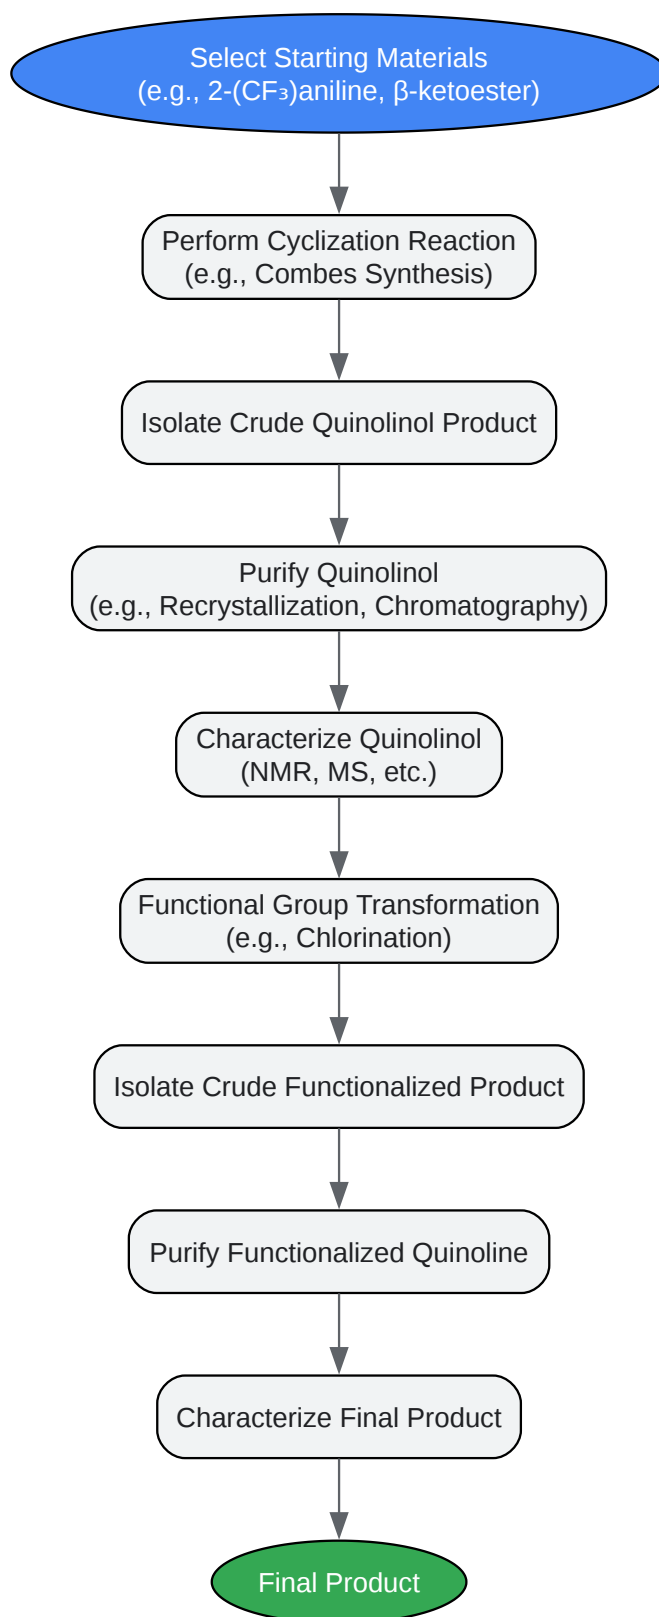 Select Starting Materials
(e.g., 2-(CF₃)aniline, β-ketoester)
Perform Cyclization Reaction
(e.g., Combes Synthesis)
Isolate Crude Quinolinol Product
Purify Quinolinol
(e.g., Recrystallization, Chromatography)
Characterize Quinolinol
(NMR, MS, etc.)
Functional Group Transformation
(e.g., Chlorination)
Isolate Crude Functionalized Product
Purify Functionalized Quinoline
Characterize Final Product
Final Product